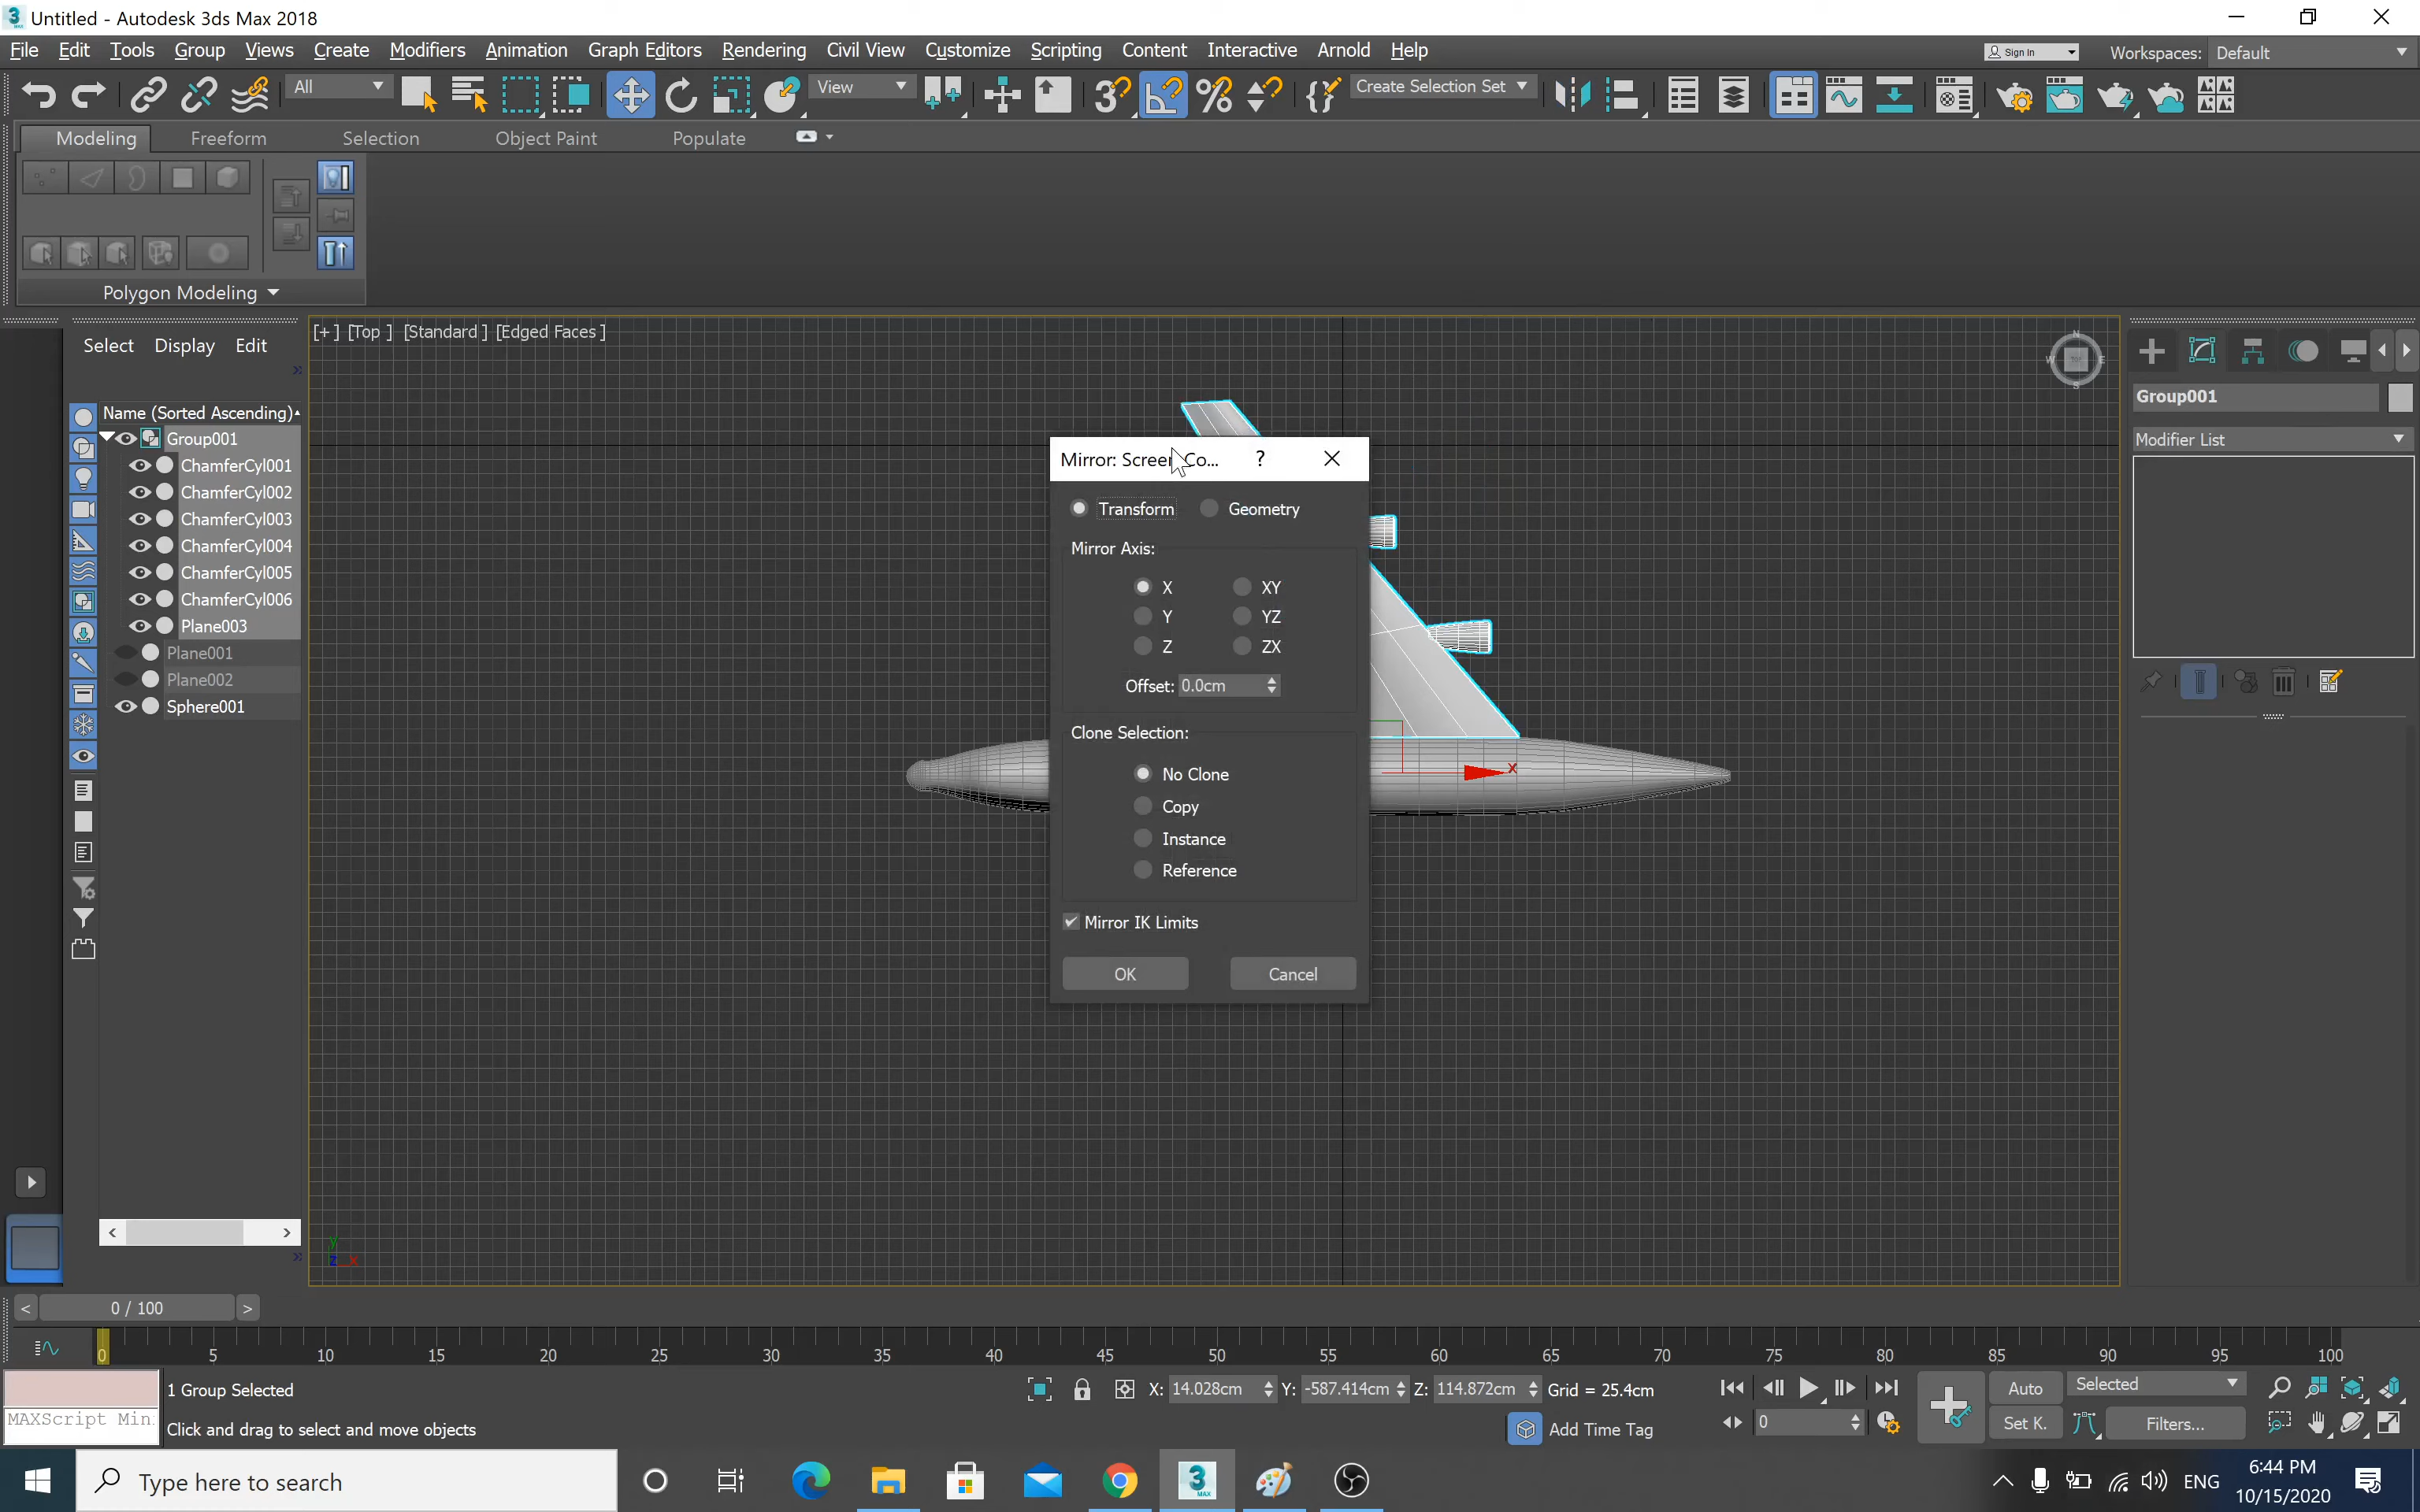 Untitled - Autodesk 3ds Max 2018
File Edit Tools Group Views Create Modifiers Animation Graph Editors Rendering Civil View Customize Scripting Content Interactive Arnold Help
Sign In
Workspaces: Default
All
View
Create Selection Set
Modeling Freeform Selection Object Paint Populate
Polygon Modeling
Select Display Edit
[+] [Top ] [Standard ] [Edged Faces ]
Name (Sorted Ascending)
Group001
ChamferCyl001
ChamferCyl002
ChamferCyl003
ChamferCyl004
ChamferCyl005
ChamferCyl006
Plane003
Plane001
Plane002
Sphere001
Mirror: Screen Co... ?
Transform Geometry
Mirror Axis:
X XY
Y YZ
Z ZX
Offset: 0.0cm
Clone Selection:
No Clone
Copy
Instance
Reference
Mirror IK Limits
OK Cancel
x
N
W E
S
Group001
Modifier List
y
z x
< 0 / 100 >
0 5 10 15 20 25 30 35 40 45 50 55 60 65 70 75 80 85 90 95 100
1 Group Selected
X: 14.028cm Y: -587.414cm Z: 114.872cm Grid = 25.4cm
Auto Selected
MAXScript Min
Click and drag to select and move objects
Add Time Tag
0
Set K. Filters...
Type here to search
3 MAX
ENG
6:44 PM
10/15/2020